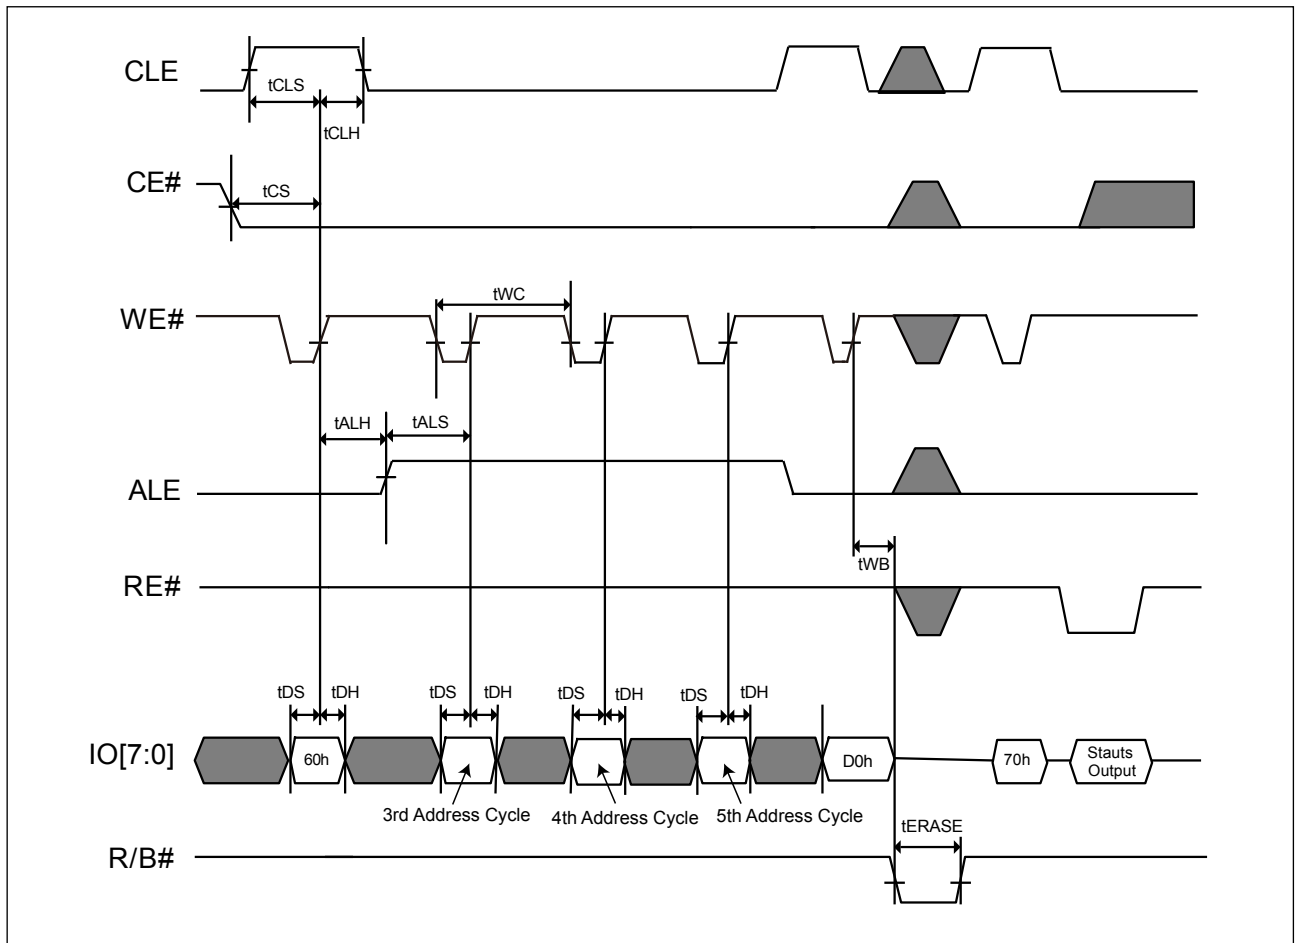 CLE
tCLS
tCLH
CE#
tCS
WE#
tWC
tALH
tALS
ALE
tWB
RE#
tDS
tDH
tDS
tDH
tDS
tDH
tDS
tDH
IO[7:0]
60h
D0h
70h
Stauts
Output
3rd Address Cycle
4th Address Cycle
5th Address Cycle
tERASE
R/B#